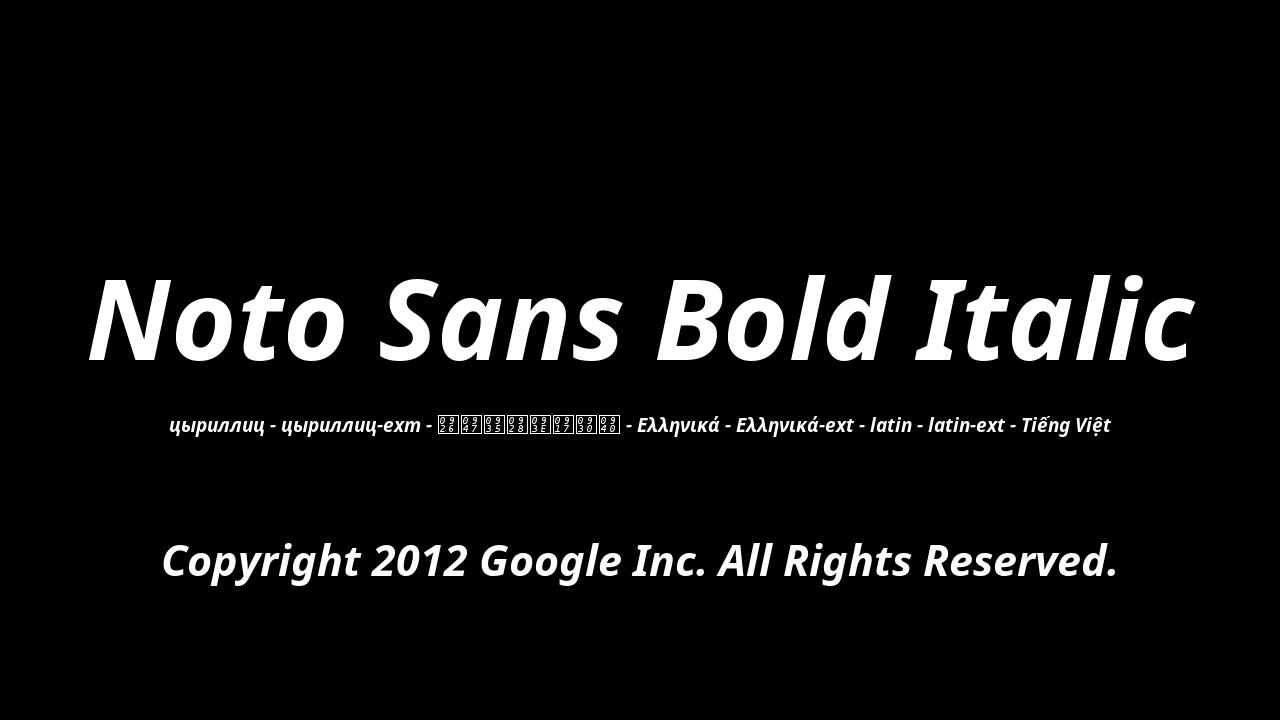 Noto Sans Bold Italic
цыриллиц - цыриллиц-ехт - - Ελληνικά - Ελληνικά-ext - latin - latin-ext - Tiếng Việt
Copyright 2012 Google Inc. All Rights Reserved.